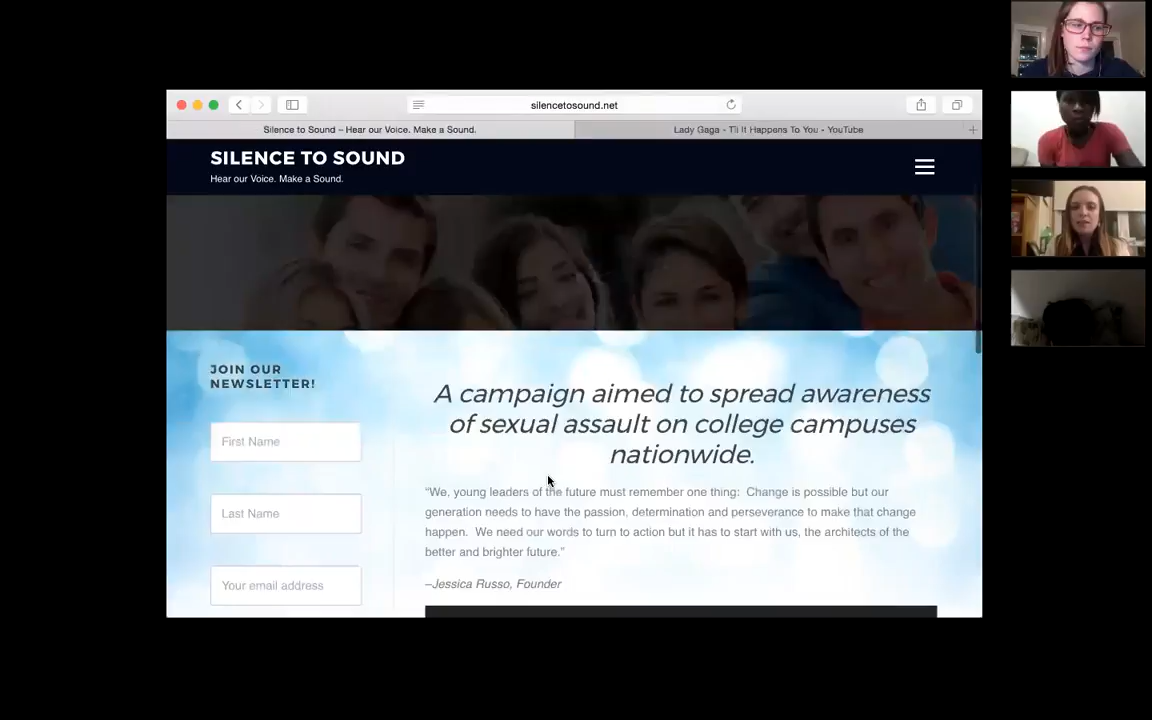 silencetosound.net
Silence to Sound – Hear our Voice. Make a Sound.
Lady Gaga - Til It Happens To You - YouTube
SILENCE TO SOUND
Hear our Voice. Make a Sound.
JOIN OUR
NEWSLETTER!
First Name
Last Name
Your email address
A campaign aimed to spread awareness
of sexual assault on college campuses
nationwide.
“We, young leaders of the future must remember one thing:  Change is possible but our
generation needs to have the passion, determination and perseverance to make that change
happen.  We need our words to turn to action but it has to start with us, the architects of the
better and brighter future.”
–Jessica Russo, Founder